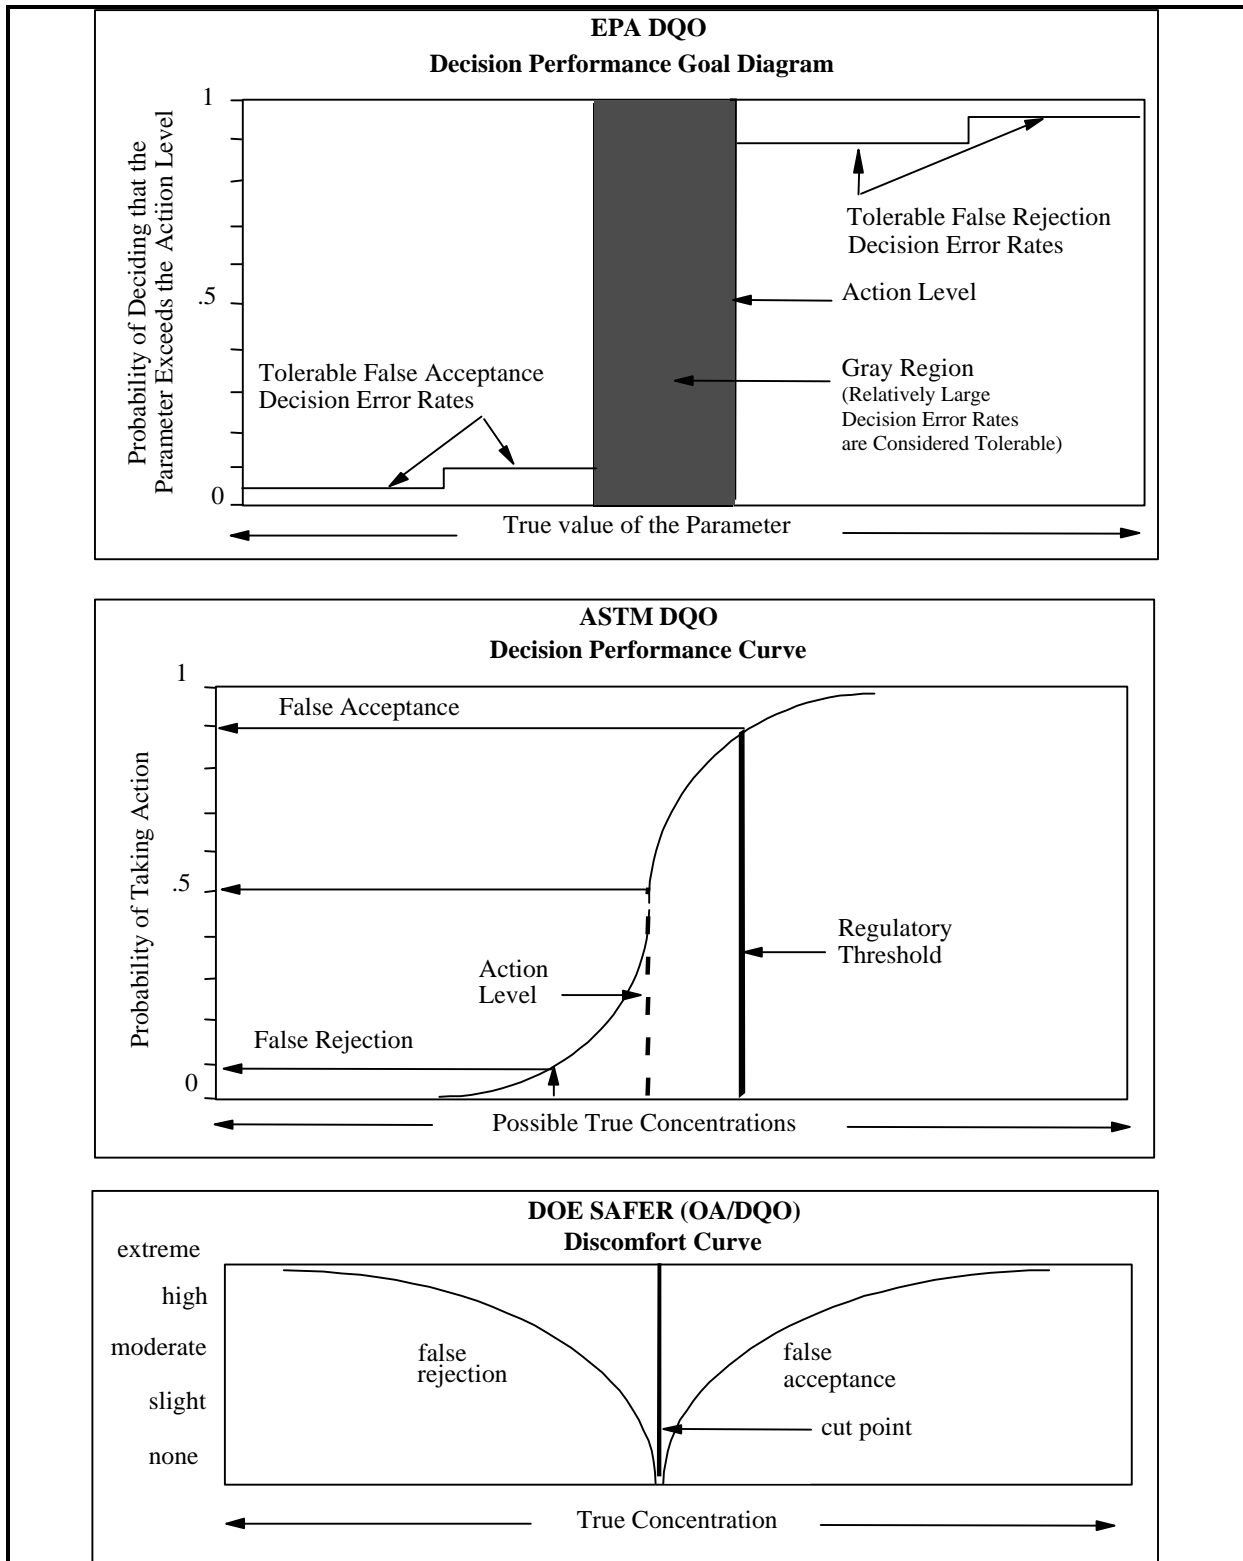 EPA DQO
Decision Performance Goal Diagram
Probability of Deciding that the
Parameter Exceeds the Actiion Level
1
.5
0
Tolerable False Rejection
Decision Error Rates
Action Level
Gray Region
(Relatively Large
Decision Error Rates
are Considered Tolerable)
Tolerable False Acceptance
Decision Error Rates
True value of the Parameter
ASTM DQO
Decision Performance Curve
Probability of Taking Action
1
.5
0
False Acceptance
Regulatory
Threshold
Action
Level
False Rejection
Possible True Concentrations
DOE SAFER (OA/DQO)
Discomfort Curve
extreme
high
moderate
slight
none
false
rejection
false
acceptance
cut point
True Concentration